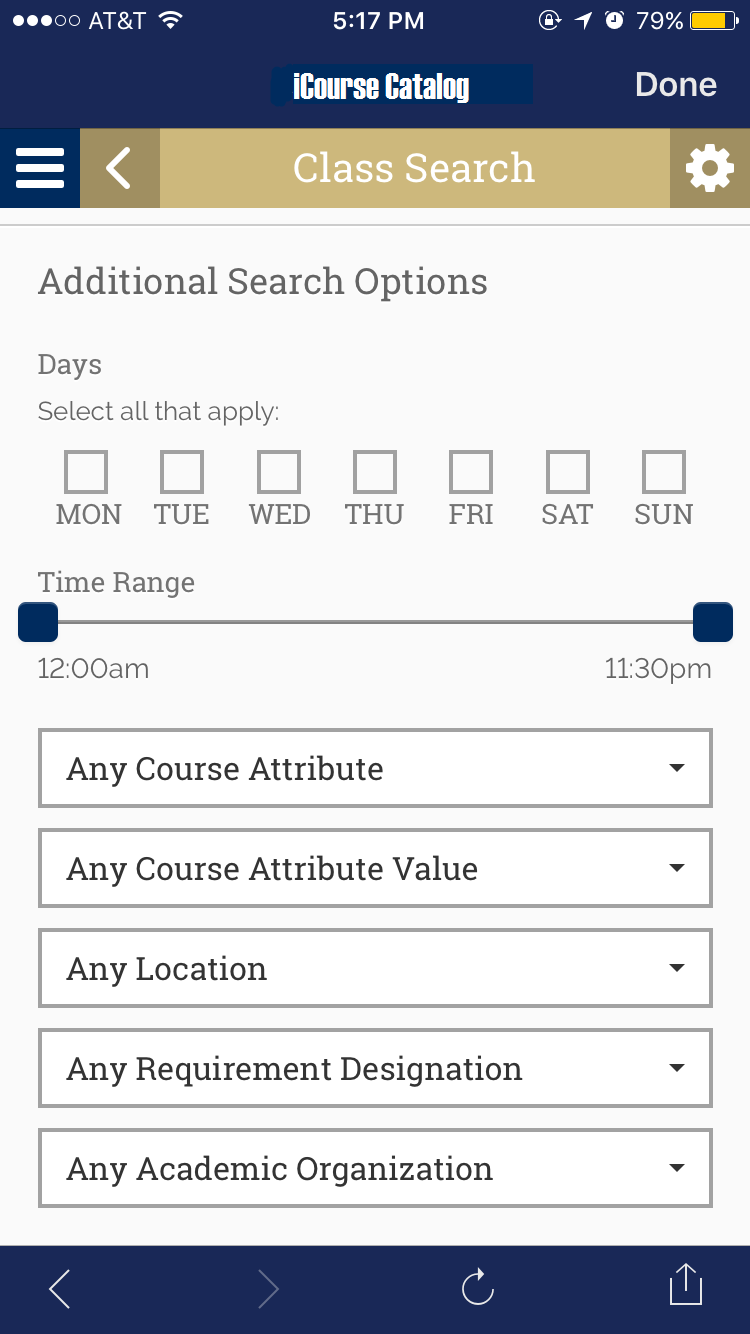 AT&T 5:17 PM 79%
iCourse Catalog Done
Class Search
Additional Search Options
Days
Select all that apply:
MON TUE WED THU FRI SAT SUN
Time Range
12:00am 11:30pm
Any Course Attribute
Any Course Attribute Value
Any Location
Any Requirement Designation
Any Academic Organization